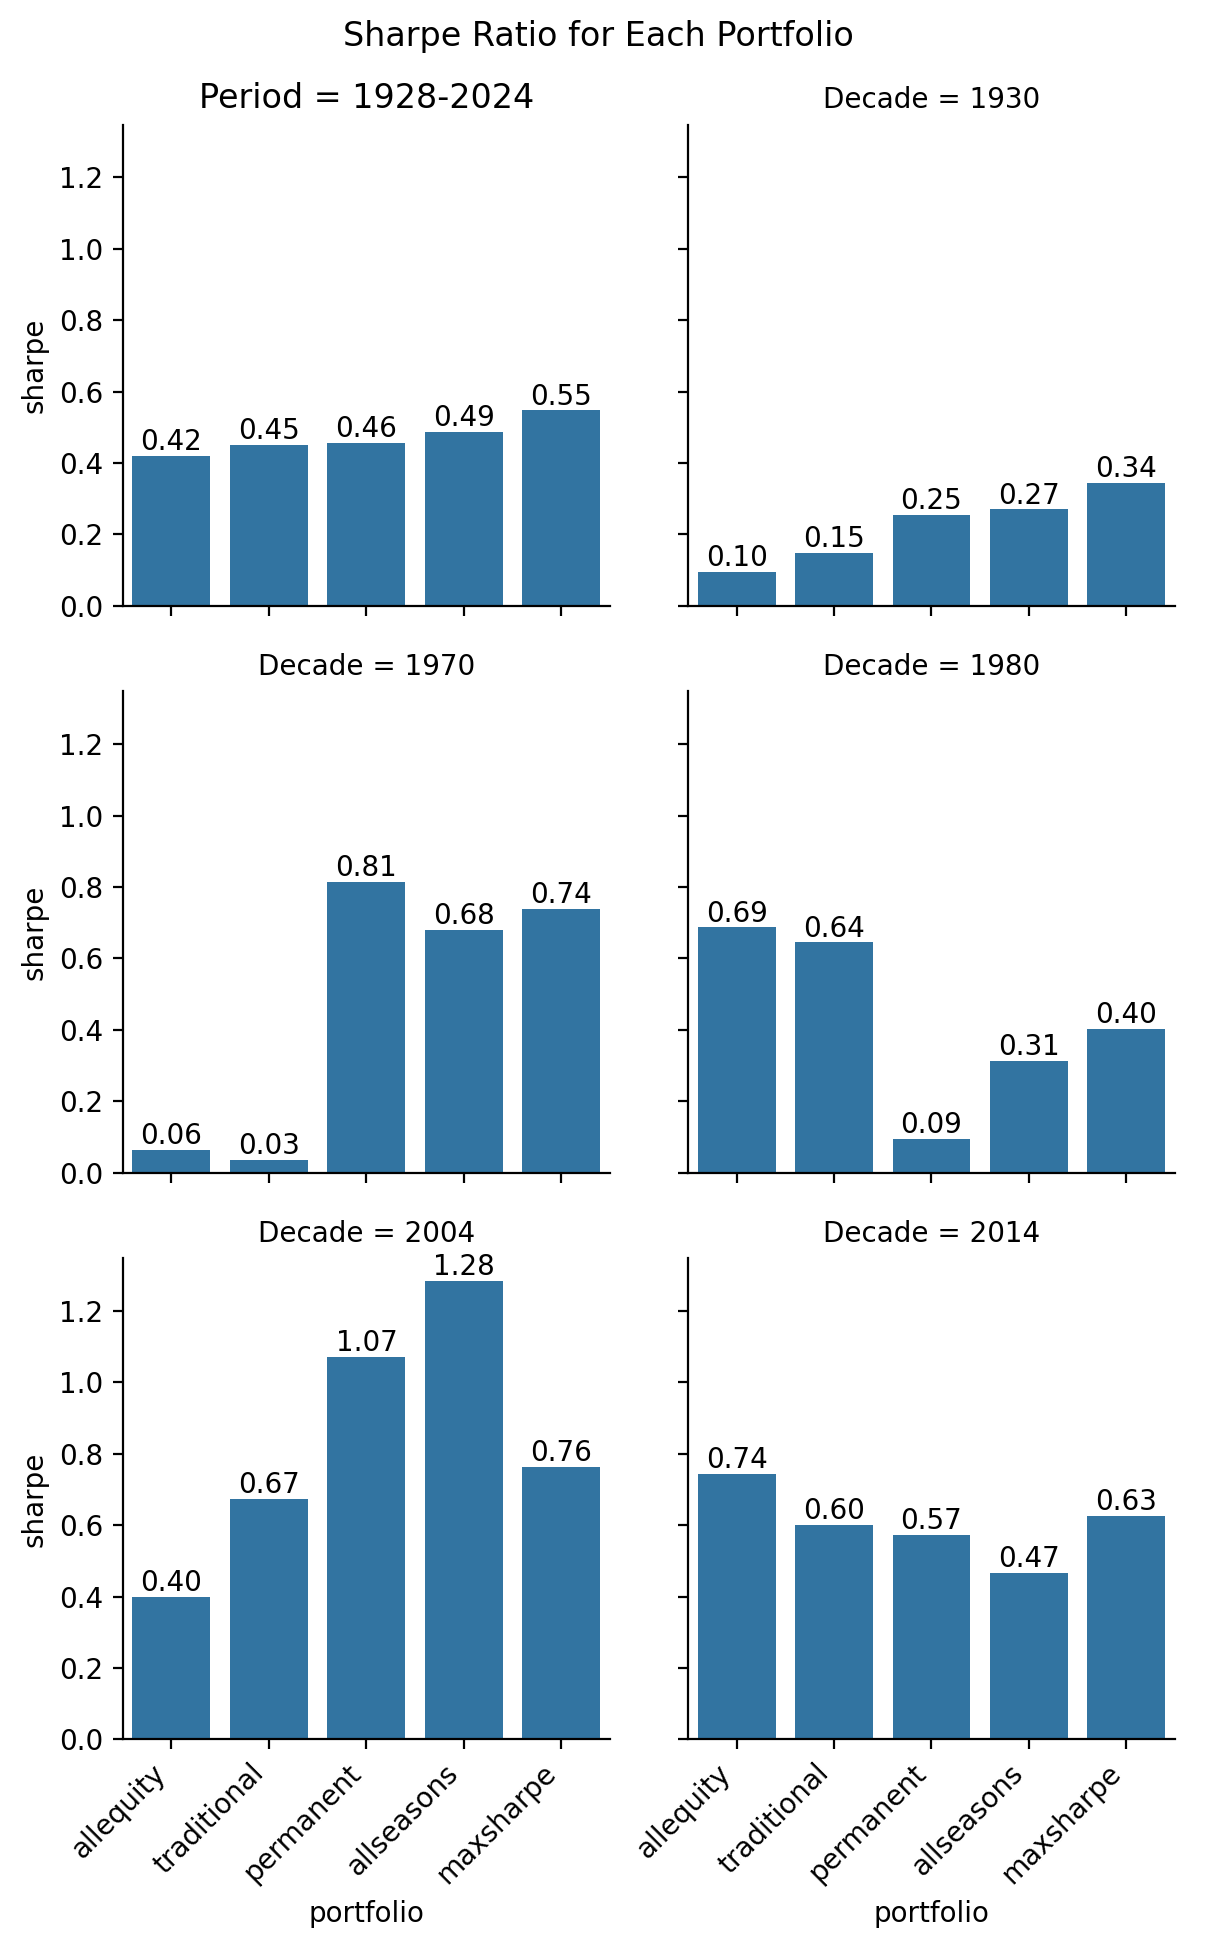 Sharpe Ratio for Each Portfolio
Period = 1928-2024
1.2
1.0
0.8
0.6
0.4
0.2
0.0
sharpe
0.42
0.45
0.46
0.49
0.55
Decade = 1930
0.10
0.15
0.25
0.27
0.34
Decade = 1970
1.2
1.0
0.8
0.6
0.4
0.2
0.0
sharpe
0.06
0.03
0.81
0.68
0.74
Decade = 1980
0.69
0.64
0.09
0.31
0.40
Decade = 2004
1.2
1.0
0.8
0.6
0.4
0.2
0.0
sharpe
0.40
0.67
1.07
1.28
0.76
allequity
traditional
permanent
allseasons
maxsharpe
portfolio
Decade = 2014
0.74
0.60
0.57
0.47
0.63
allequity
traditional
permanent
allseasons
maxsharpe
portfolio